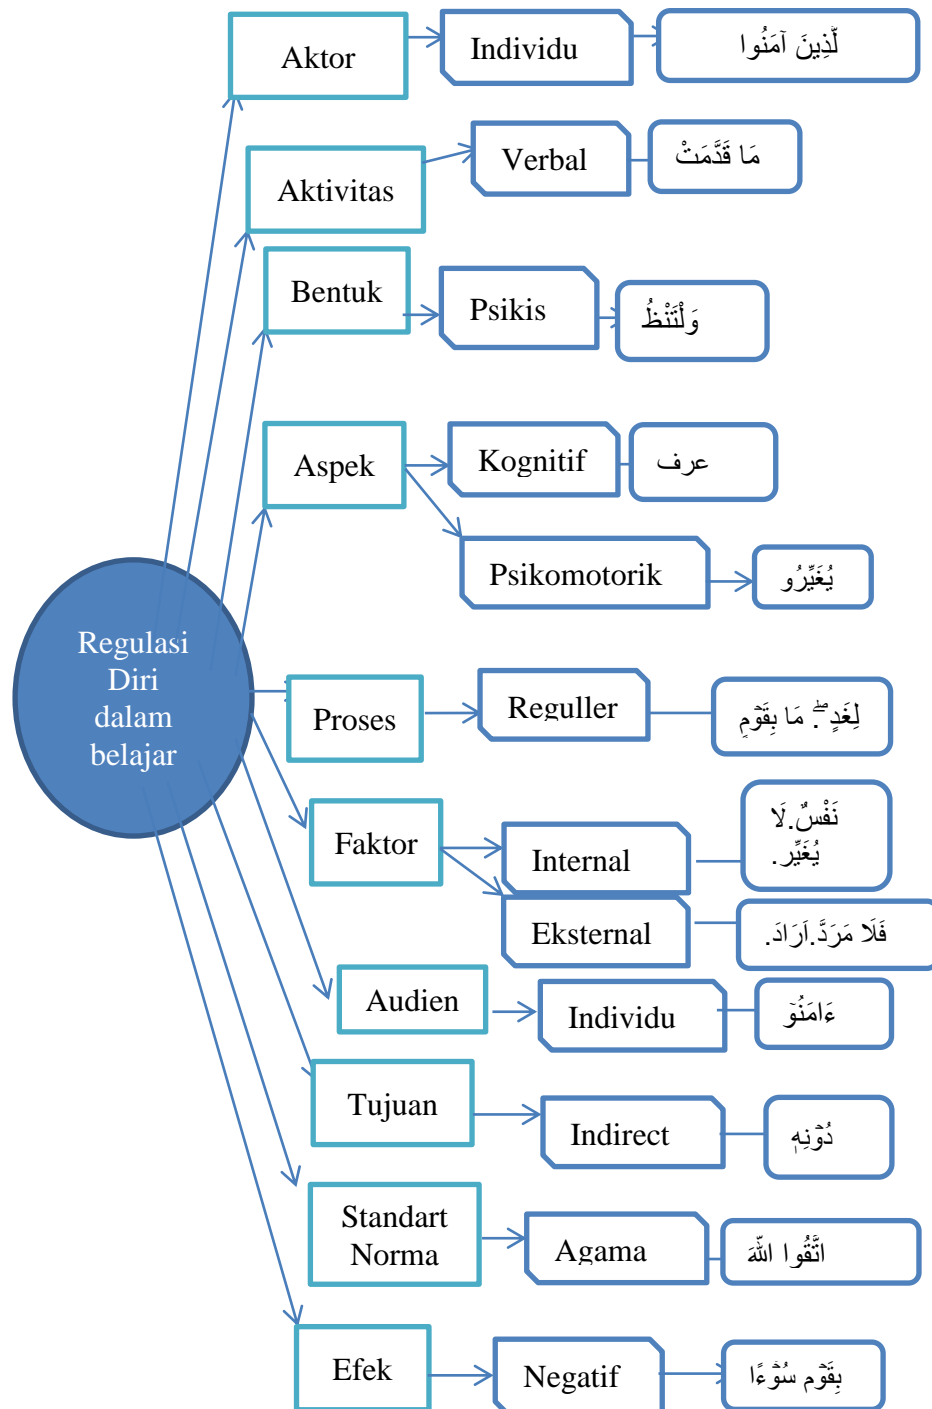 Aktor
Individu
لَّذِينَ آمَنُوا
Aktivitas
Verbal
مَا قَدَّمَتْ
Bentuk
Psikis
وَلْتَنْظُ
Aspek
Kognitif
عرف
Psikomotorik
يُغَيِّرُو
Regulasi
Diri
dalam
belajar
Proses
Reguller
لِغَدٍ ۖ. مَا بِقَوْمٍ
Faktor
Internal
نَفْسٌ.لَا
يُغَيِّر.
Eksternal
فَلَا مَرَدَّ.اَرَادَ.
Audien
Individu
ءَامَنُوۡ
Tujuan
Indirect
دُوۡنِهٖ
Standart
Norma
Agama
اتَّقُوا اللَّهَ
Efek
Negatif
بِقَوۡم سُوۡٓءًا